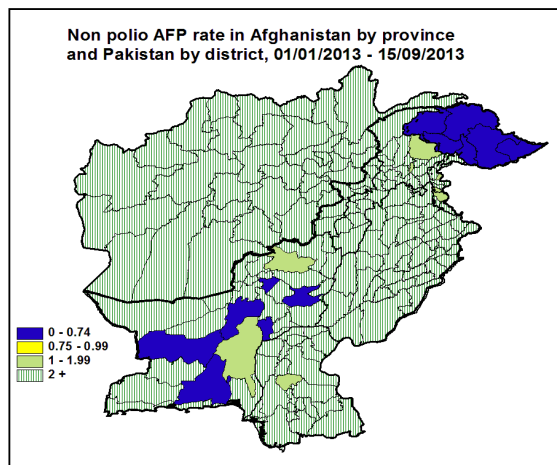 Non polio AFP rate in Afghanistan by province
and Pakistan by district, 01/01/2013 - 15/09/2013
0 - 0.74
0.75 - 0.99
1 - 1.99
2 +